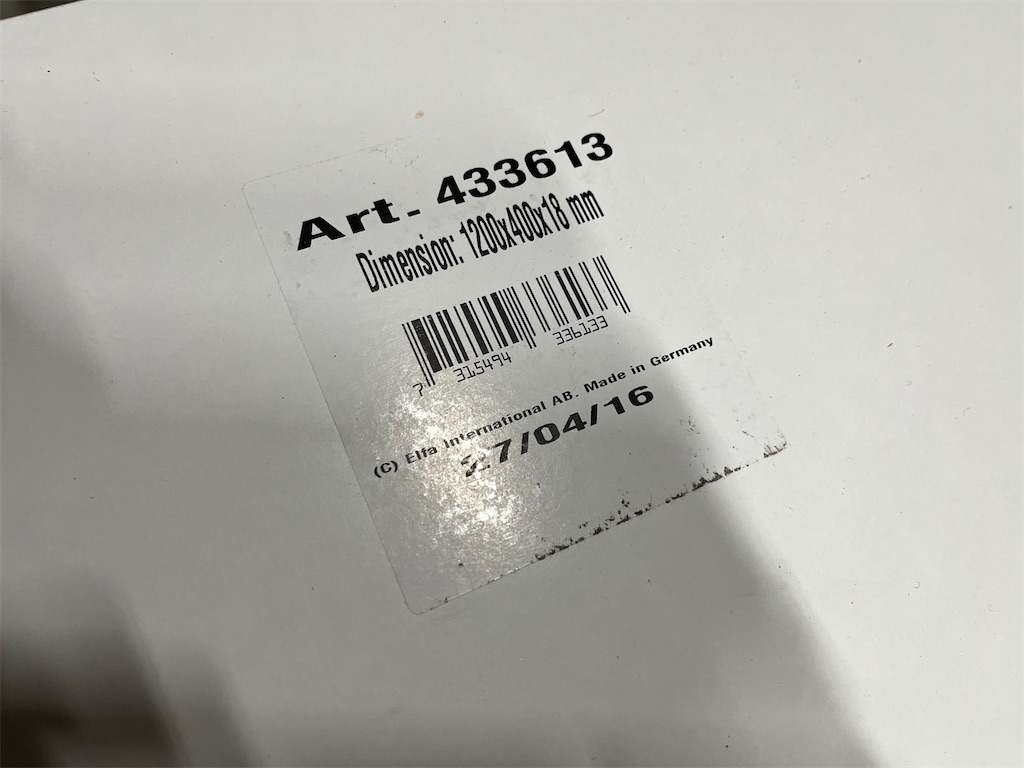 Art. 433613
Dimension: 1200x400x18 mm
7 315494 336133
(C) Elfa International AB. Made in Germany
27/04/16